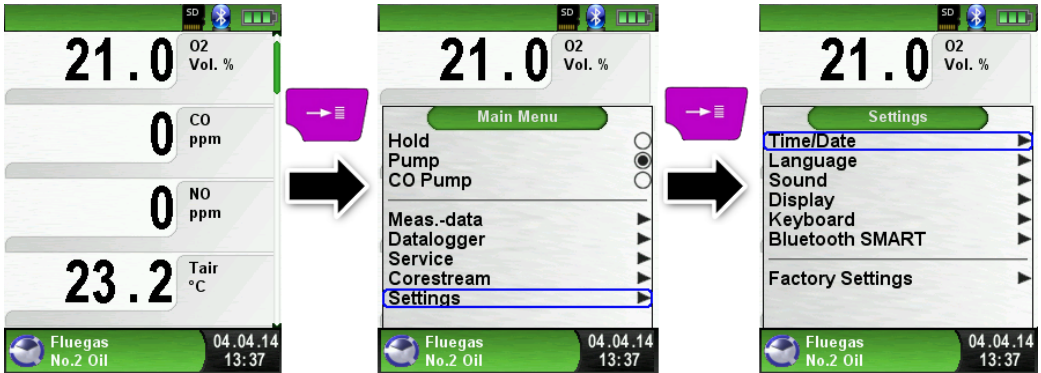 SD
21.0 O2
Vol. %
0 CO
ppm
0 NO
ppm
23.2 Tair
°C
Fluegas
No.2 Oil
04.04.14
13:37
SD
21.0 O2
Vol. %
Main Menu
Hold
Pump
CO Pump
Meas.-data
Datalogger
Service
Corestream
Settings
Fluegas
No.2 Oil
04.04.14
13:37
SD
21.0 O2
Vol. %
Settings
Time/Date
Language
Sound
Display
Keyboard
Bluetooth SMART
Factory Settings
Fluegas
No.2 Oil
04.04.14
13:37